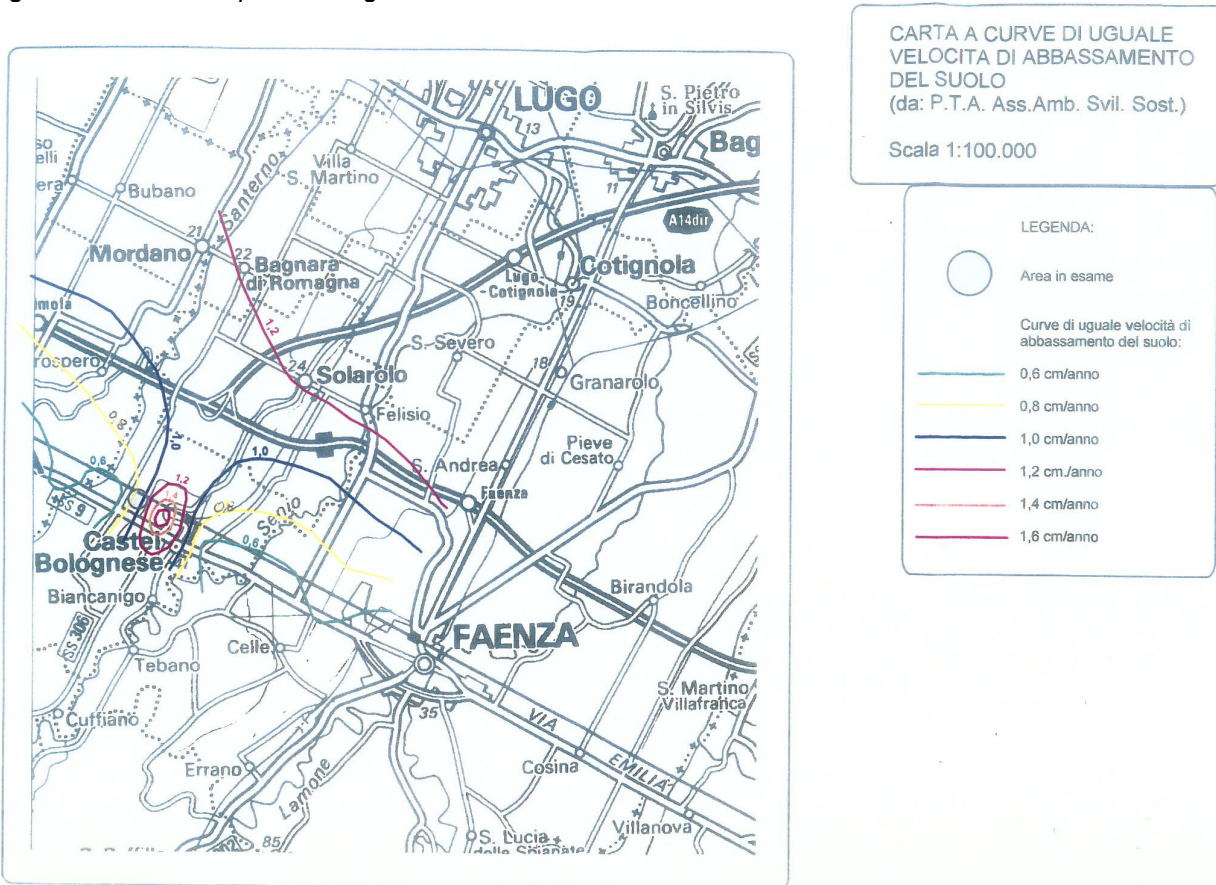 CARTA A CURVE DI UGUALE
VELOCITA DI ABBASSAMENTO
DEL SUOLO
(da: P.T.A. Ass.Amb. Svil. Sost.)
Scala 1:100.000
LEGENDA:
Area in esame
Curve di uguale velocità di
abbassamento del suolo:
0,6 cm/anno
0,8 cm/anno
1,0 cm/anno
1,2 cm./anno
1,4 cm/anno
1,6 cm/anno
LUGO
S. Pietro
in Silvis
13
Bag
Villa
S. Martino
11
Bubano
Santerno
A14dir
21
Mordano
22
Bagnara
di Romagna
Cotignola
Lugo-
Cotignola
19
Boncellino
1,2
S. Severo
18
24
Solarolo
Granarolo
Felisio
0,8
1,0
1,0
Pieve
di Cesato
S. Andrea
0,6
1,2
1,4
Faenza
SS 9
0,8
Senio
Castel
Bolognese
0,6
Biancanigo
Birandola
SS 306
Celle
FAENZA
Tebano
S. Martino
Villafranca
Cuffiano
35
VIA
EMILIA
Errano
Lamone
Cosina
85
S. Lucia
delle Spianate
Villanova